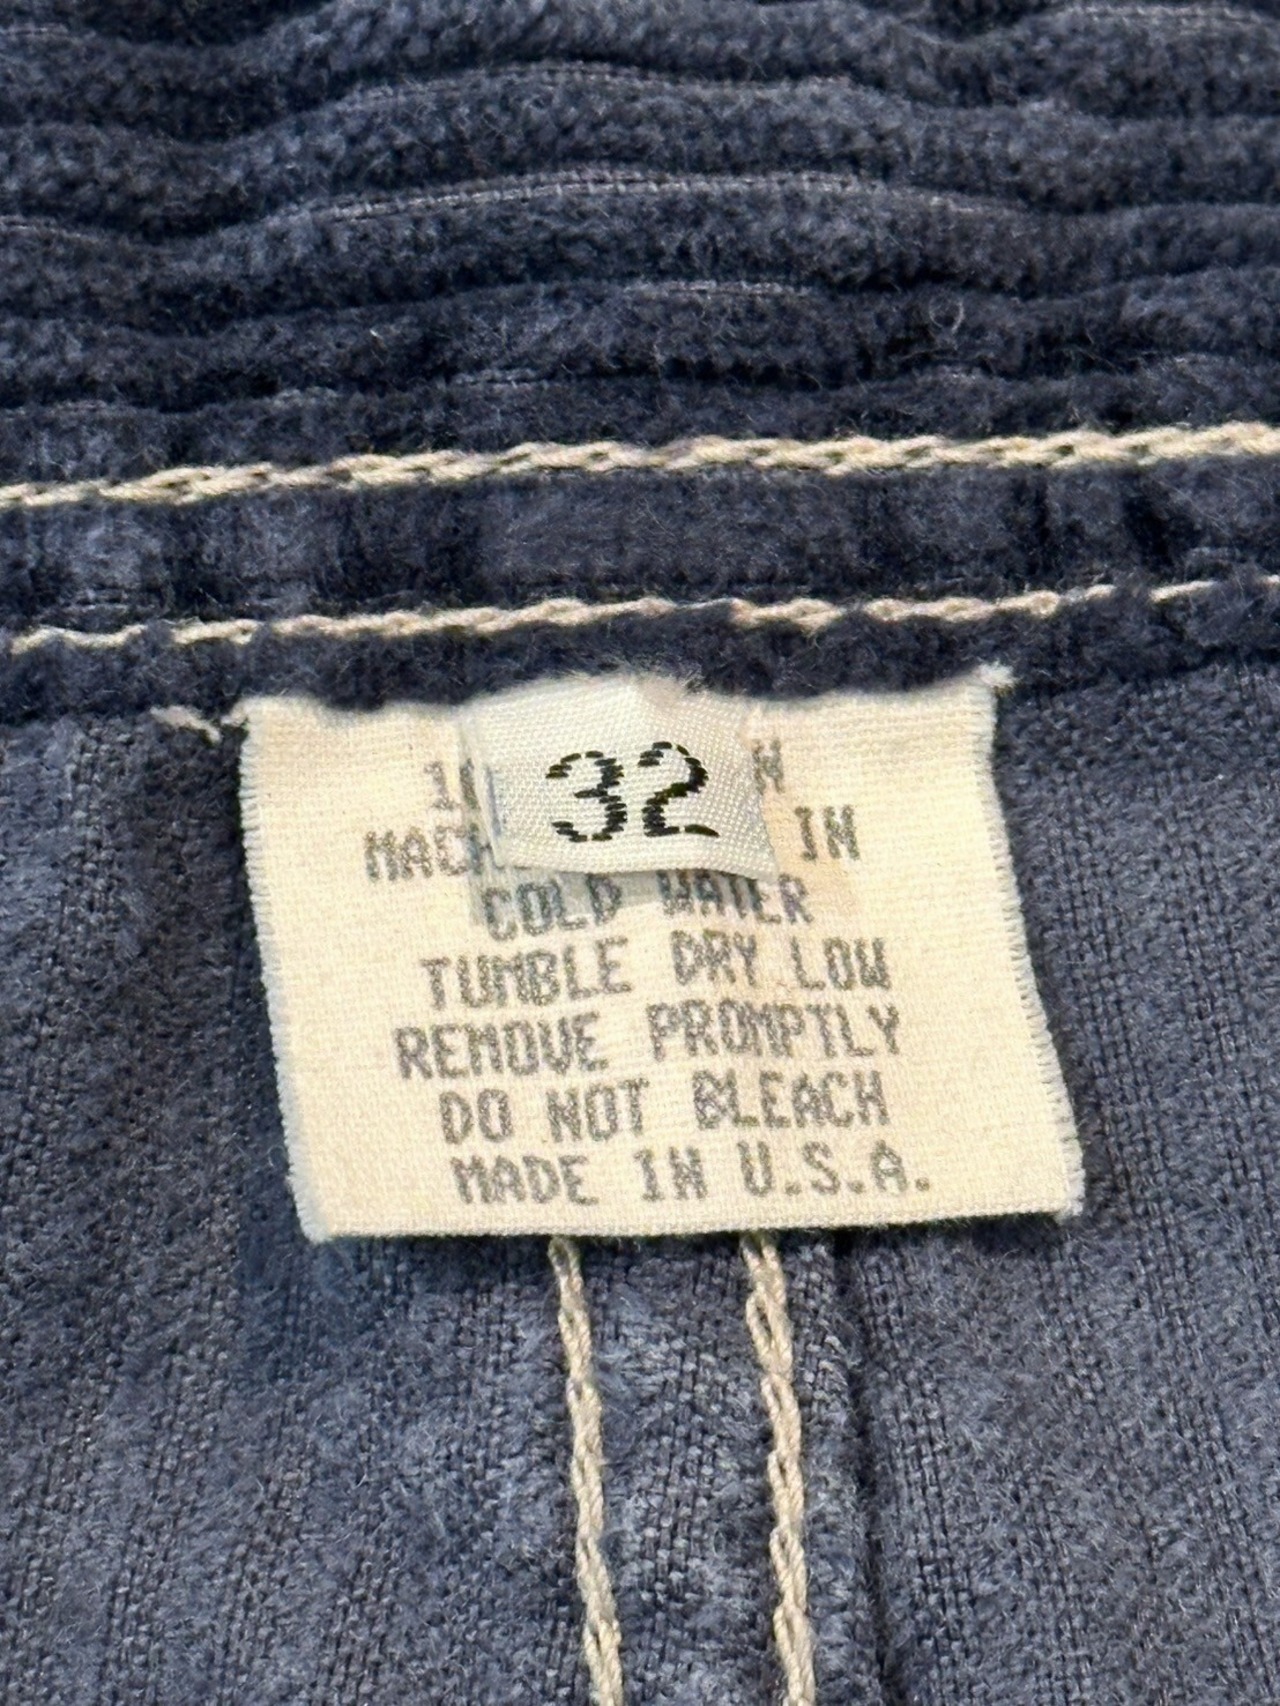 32
IN
COLD WATER
TUMBLE DRY LOW
REMOVE PROMPTLY
DO NOT BLEACH
MADE IN U.S.A.